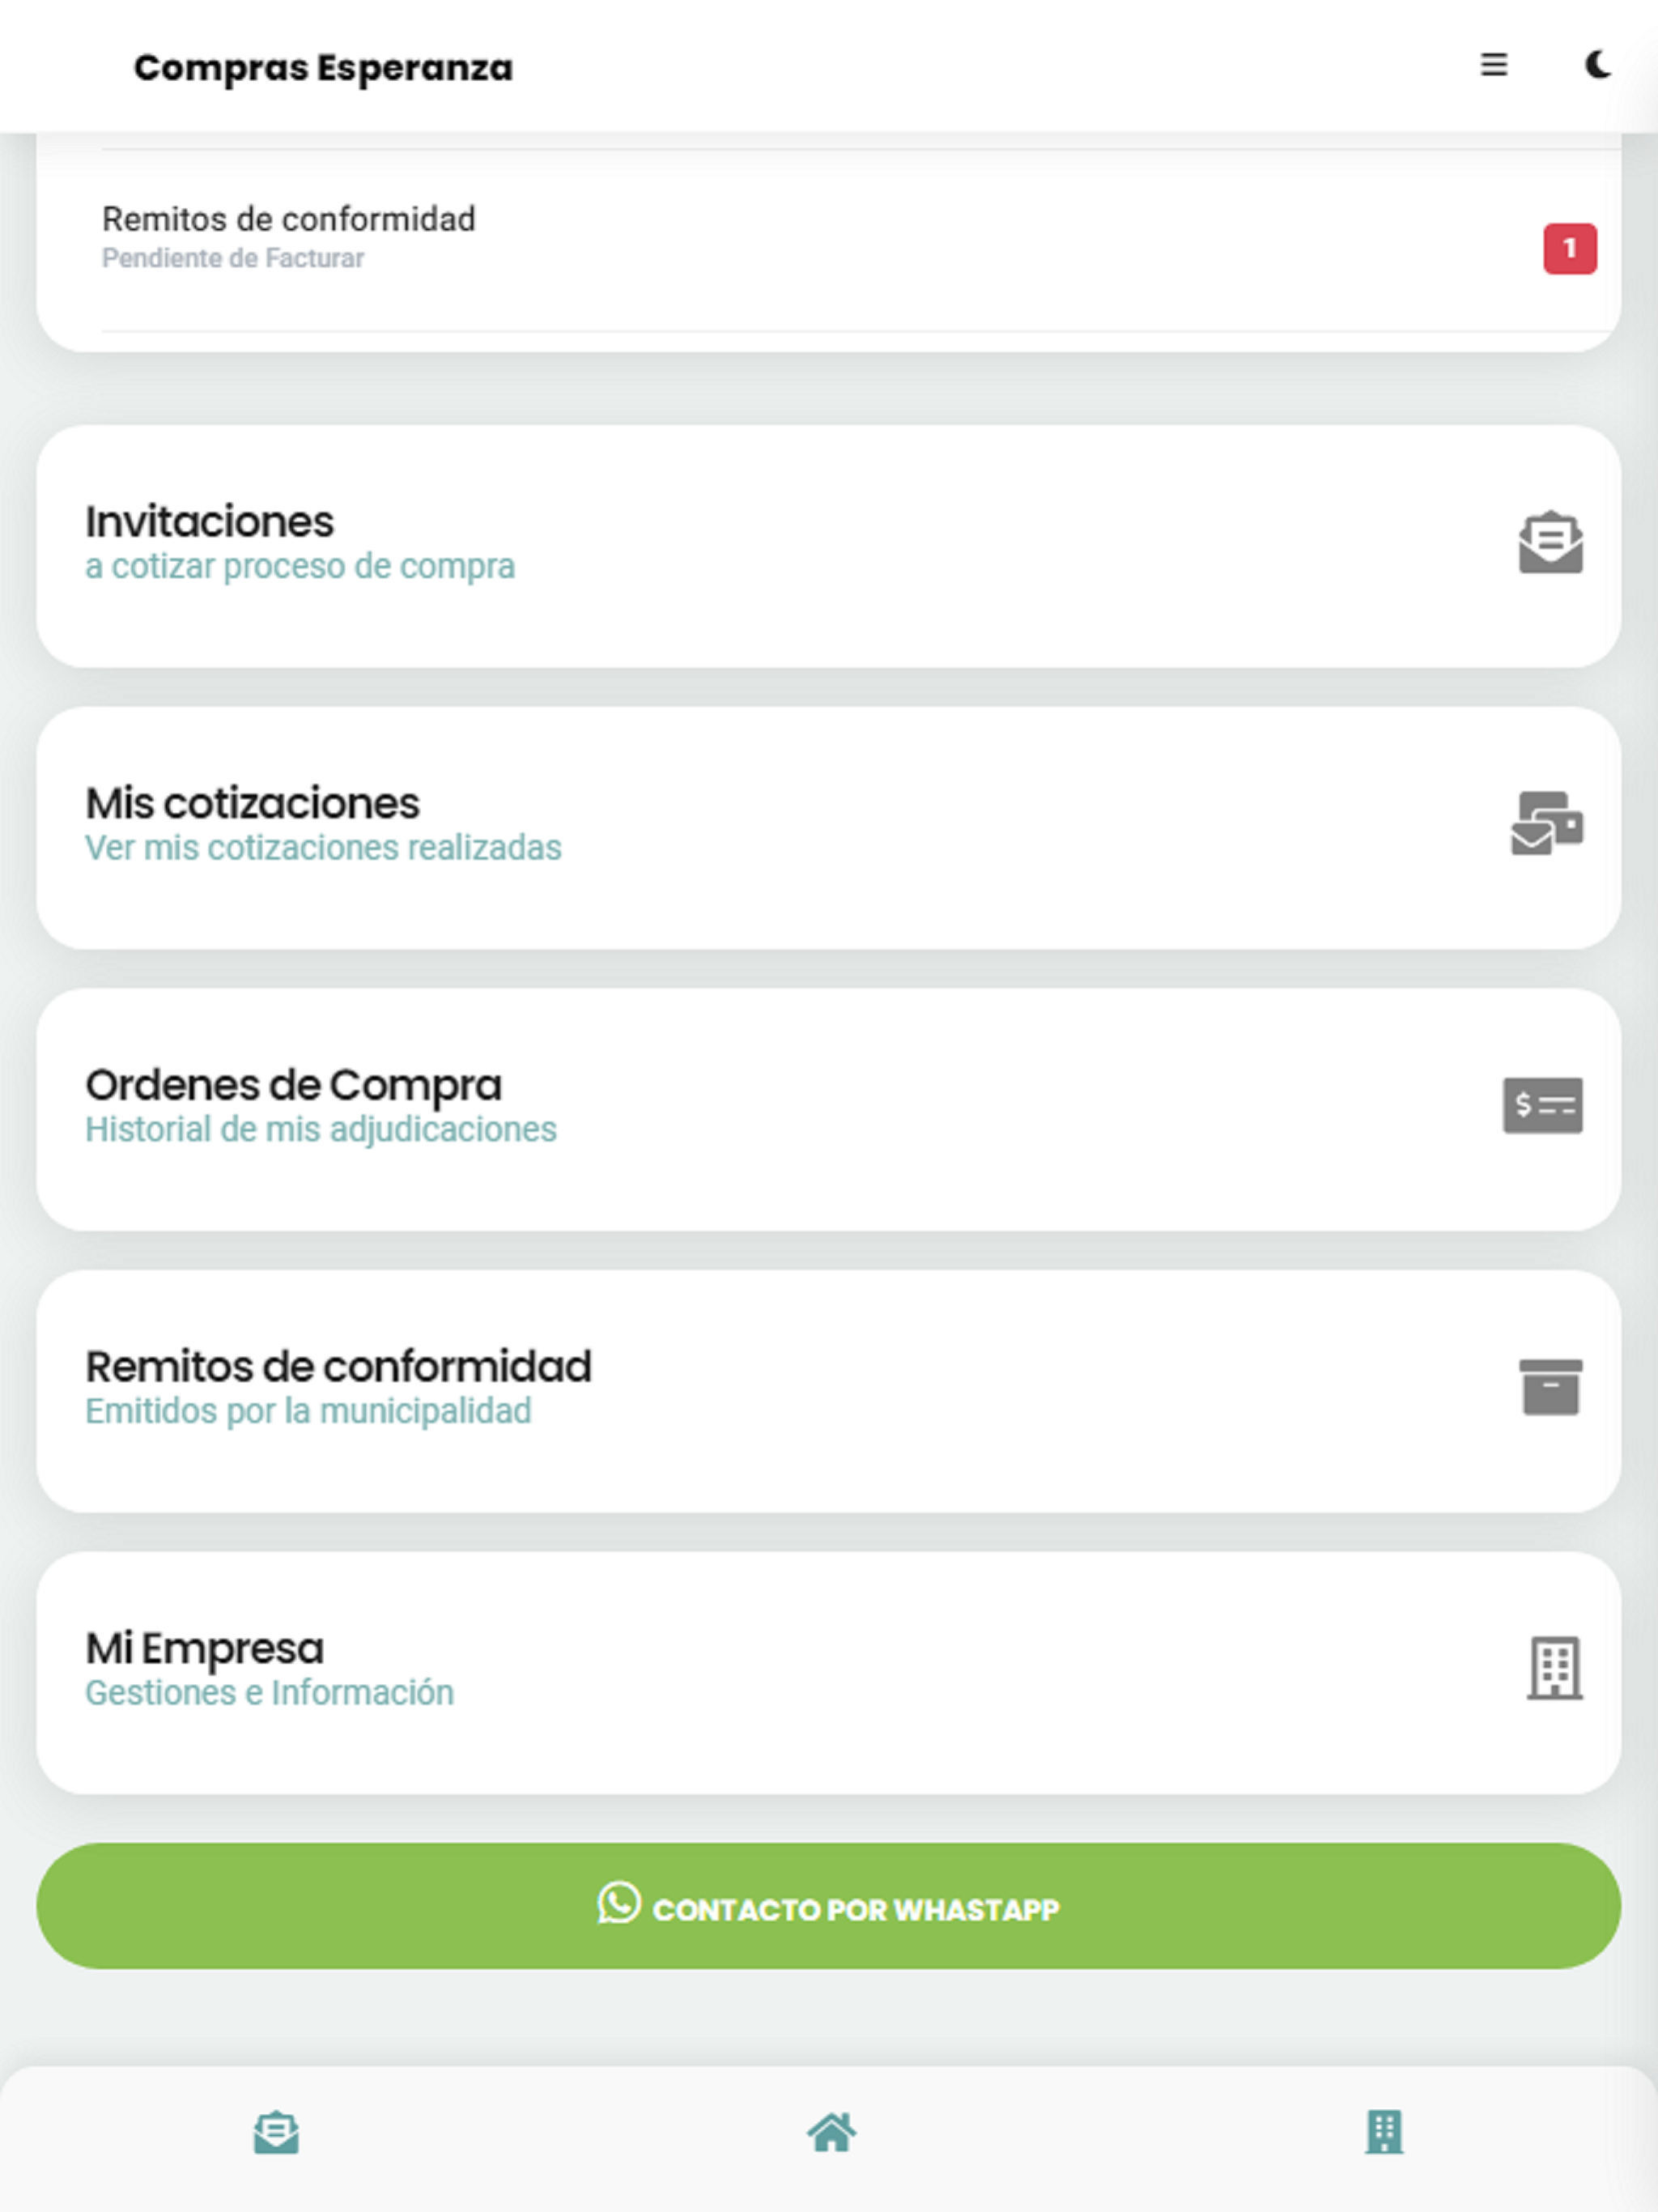 Compras Esperanza
Remitos de conformidad
Pendiente de Facturar
1
Invitaciones
a cotizar proceso de compra
Mis cotizaciones
Ver mis cotizaciones realizadas
Ordenes de Compra
Historial de mis adjudicaciones
Remitos de conformidad
Emitidos por la municipalidad
Mi Empresa
Gestiones e Información
CONTACTO POR WHASTAPP